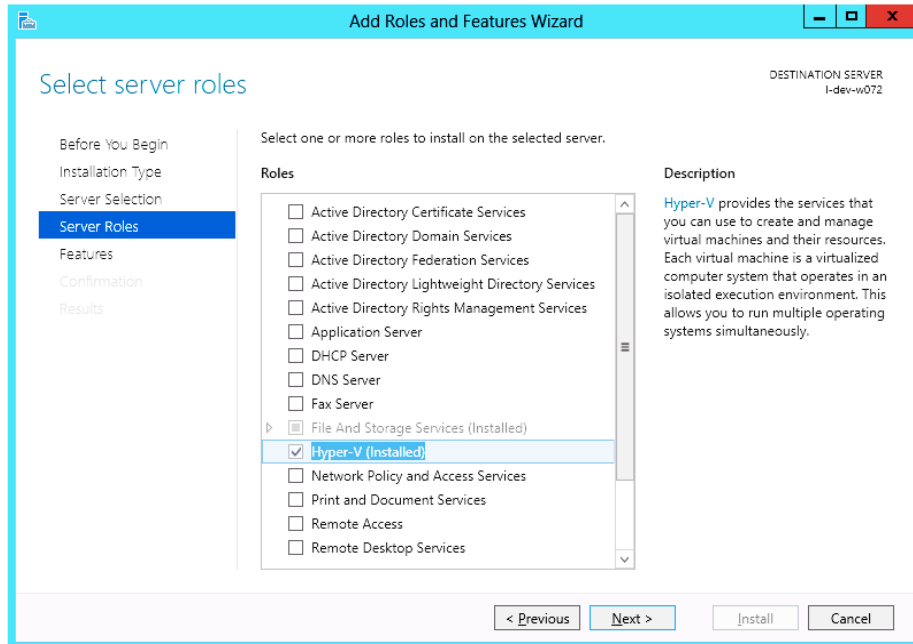 Add Roles and Features Wizard
Select server roles
DESTINATION SERVER
l-dev-w072
Before You Begin
Installation Type
Server Selection
Server Roles
Features
Confirmation
Results
Select one or more roles to install on the selected server.
Roles
Active Directory Certificate Services
Active Directory Domain Services
Active Directory Federation Services
Active Directory Lightweight Directory Services
Active Directory Rights Management Services
Application Server
DHCP Server
DNS Server
Fax Server
File And Storage Services (Installed)
Hyper-V (Installed)
Network Policy and Access Services
Print and Document Services
Remote Access
Remote Desktop Services
Description
Hyper-V provides the services that
you can use to create and manage
virtual machines and their resources.
Each virtual machine is a virtualized
computer system that operates in an
isolated execution environment. This
allows you to run multiple operating
systems simultaneously.
< Previous
Next >
Install
Cancel